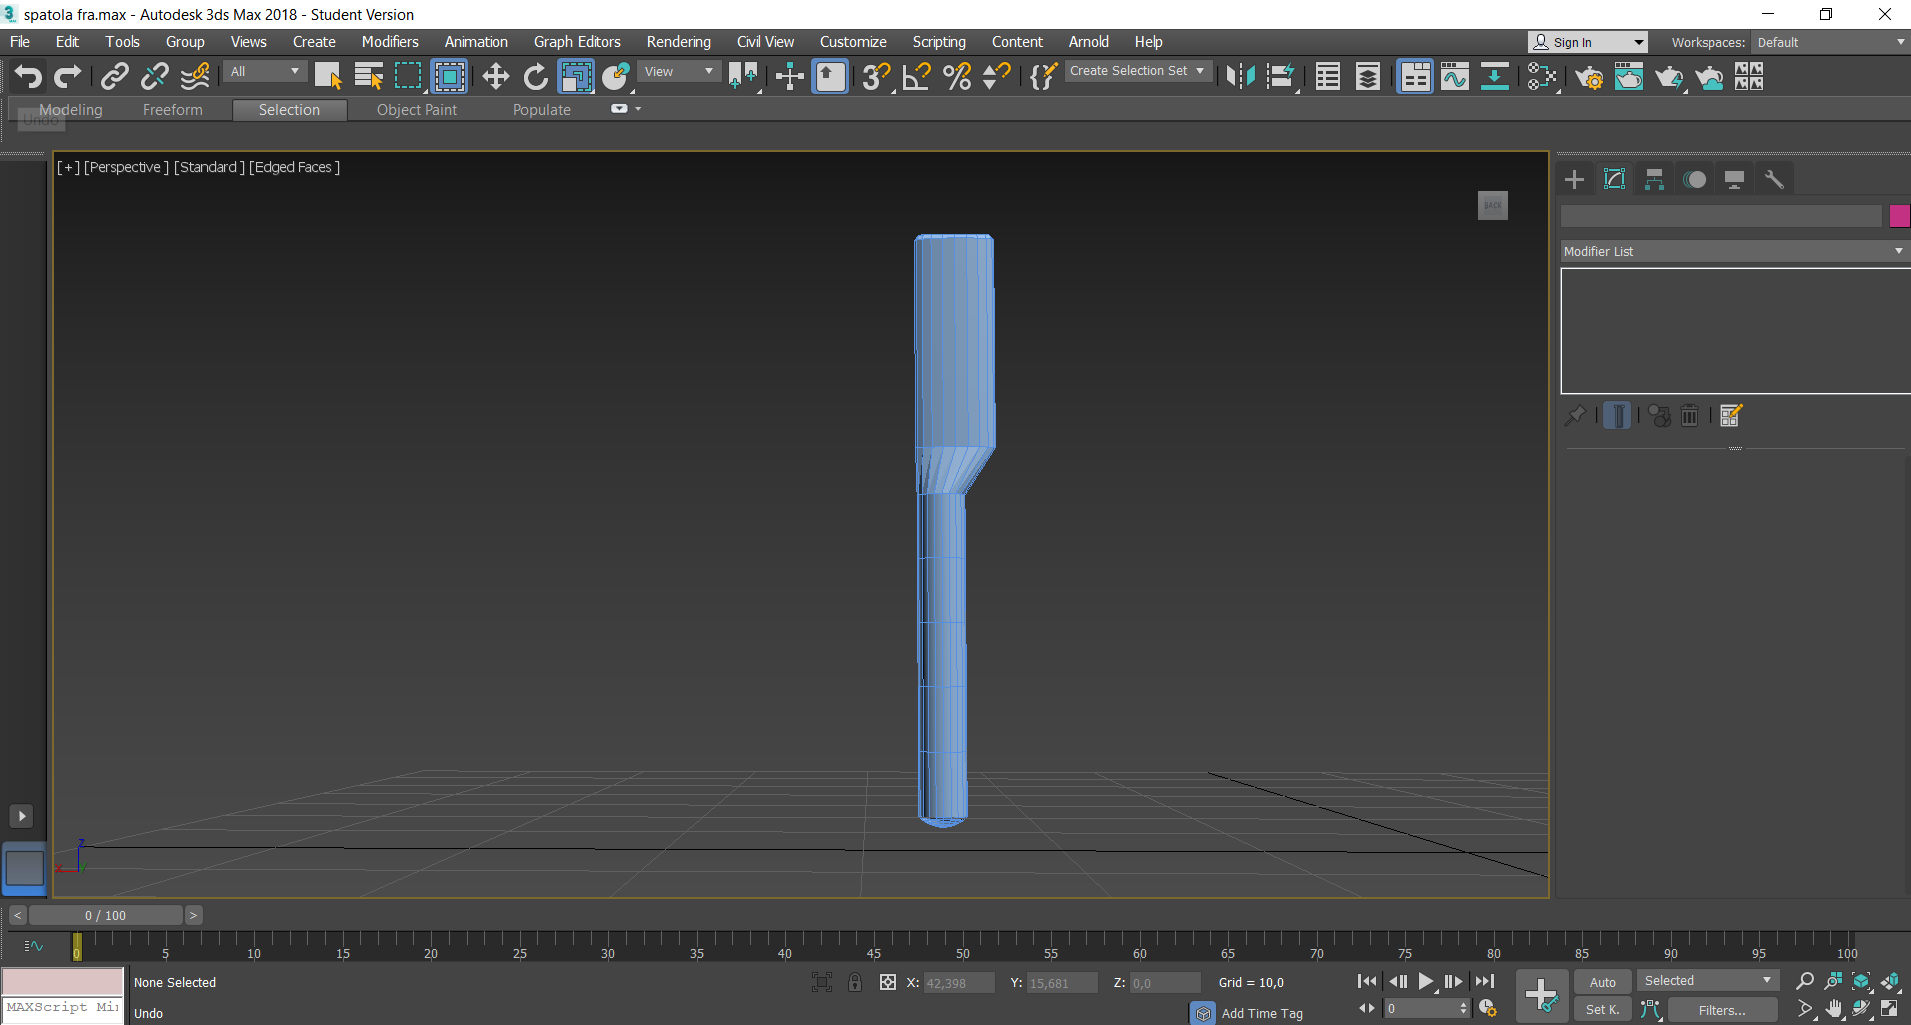 spatola fra.max - Autodesk 3ds Max 2018 - Student Version
File Edit Tools Group Views Create Modifiers Animation Graph Editors Rendering Civil View Customize Scripting Content Arnold Help Sign In Workspaces: Default
All View Create Selection Set
Modeling Freeform Selection Object Paint Populate
Undo
[+] [Perspective ] [Standard ] [Edged Faces ]
BACK
Modifier List
z
x y
< 0 / 100 >
0 5 10 15 20 25 30 35 40 45 50 55 60 65 70 75 80 85 90 95 100
None Selected X: 42,398 Y: 15,681 Z: 0,0 Grid = 10,0 Auto Selected
MAXScript Mi
Undo Add Time Tag 0 Set K. Filters...